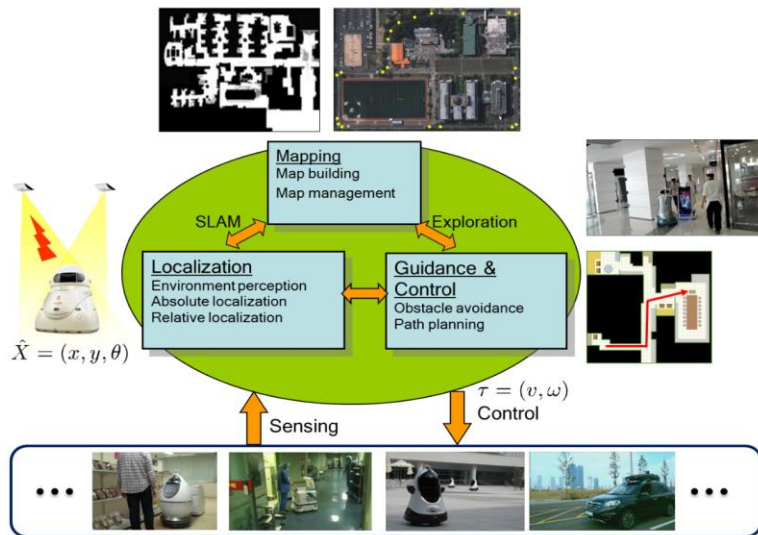 Mapping
Map building
Map management
SLAM
Exploration
Localization
Environment perception
Absolute localization
Relative localization
Guidance &
Control
Obstacle avoidance
Path planning
X̂ = (x, y, θ)
τ = (v, ω)
Control
Sensing
•••
•••